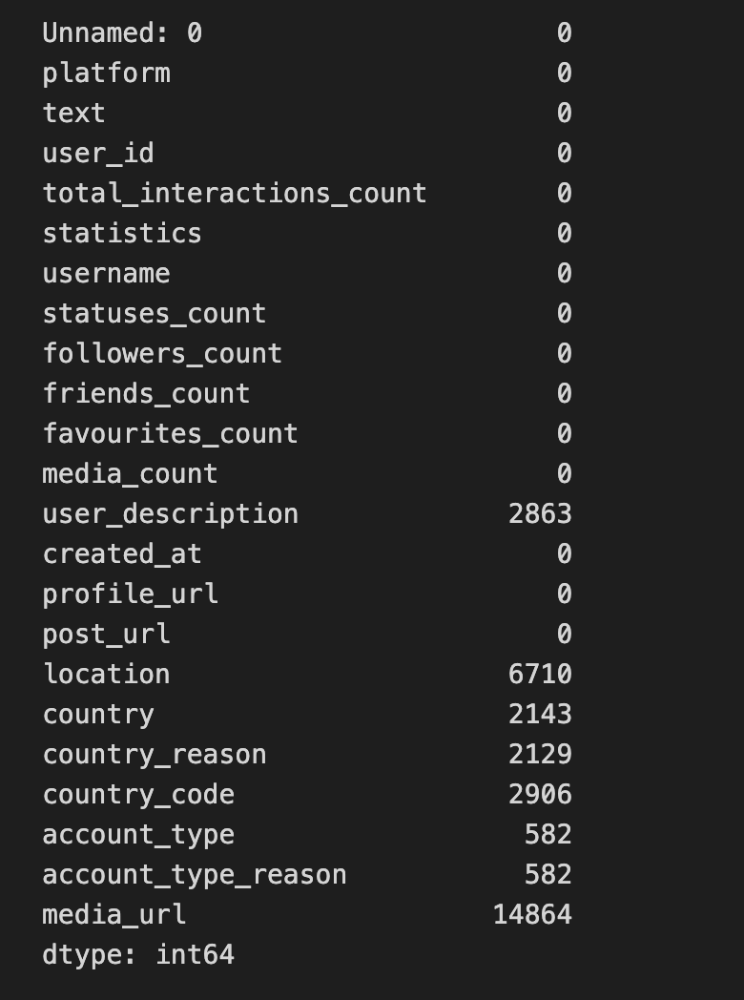 Unnamed: 0 0
platform 0
text 0
user_id 0
total_interactions_count 0
statistics 0
username 0
statuses_count 0
followers_count 0
friends_count 0
favourites_count 0
media_count 0
user_description 2863
created_at 0
profile_url 0
post_url 0
location 6710
country 2143
country_reason 2129
country_code 2906
account_type 582
account_type_reason 582
media_url 14864
dtype: int64